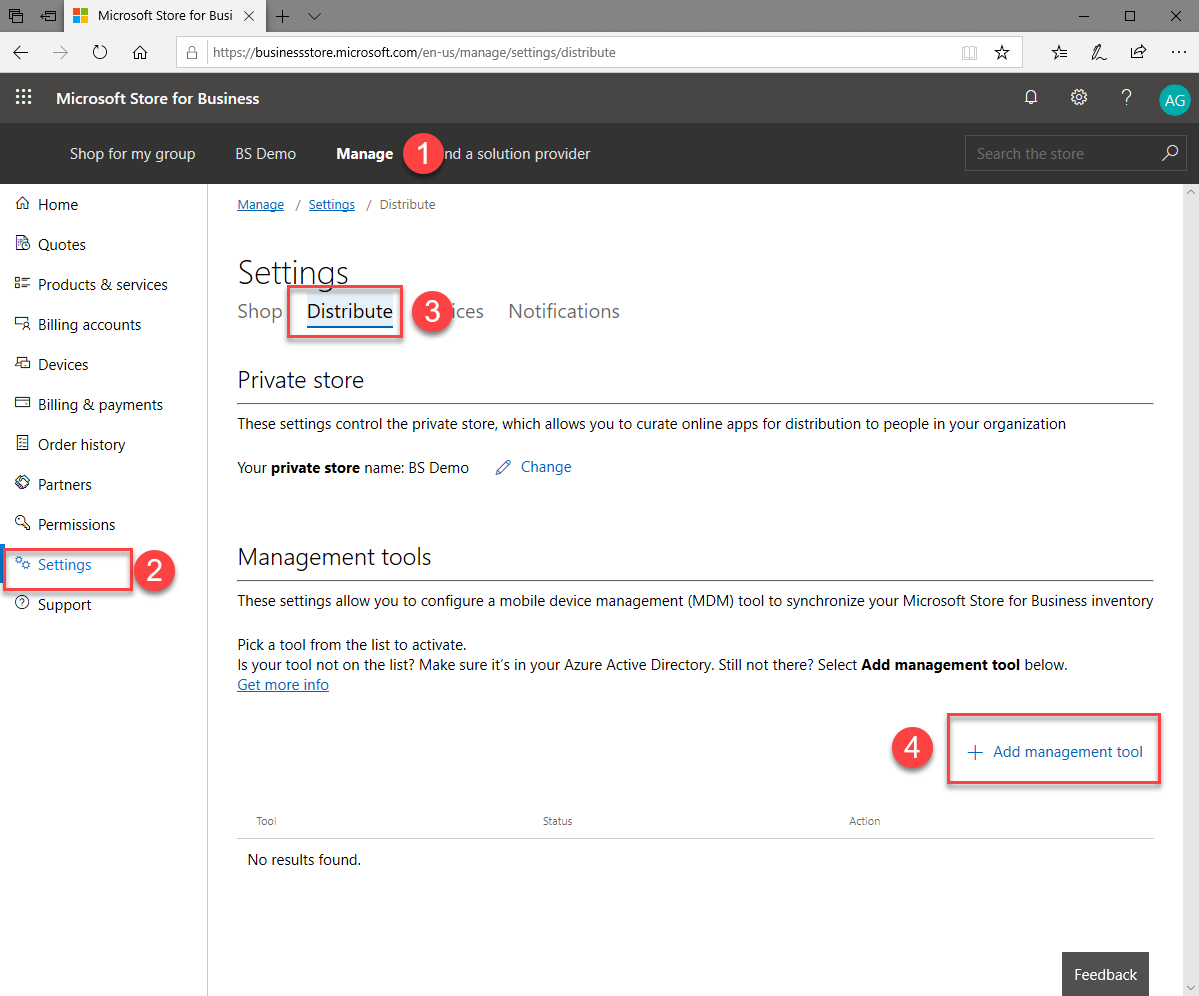 Microsoft Store for Busi
https://businessstore.microsoft.com/en-us/manage/settings/distribute
Microsoft Store for Business
AG
Shop for my group
BS Demo
Manage
1
nd a solution provider
Search the store
Home
Quotes
Products & services
Billing accounts
Devices
Billing & payments
Order history
Partners
Permissions
Settings
2
Support
Manage / Settings / Distribute
Settings
Shop
Distribute
3
ices
Notifications
Private store
These settings control the private store, which allows you to curate online apps for distribution to people in your organization
Your private store name: BS Demo
Change
Management tools
These settings allow you to configure a mobile device management (MDM) tool to synchronize your Microsoft Store for Business inventory
Pick a tool from the list to activate.
Is your tool not on the list? Make sure it's in your Azure Active Directory. Still not there? Select Add management tool below.
Get more info
4
Add management tool
Tool
Status
Action
No results found.
Feedback